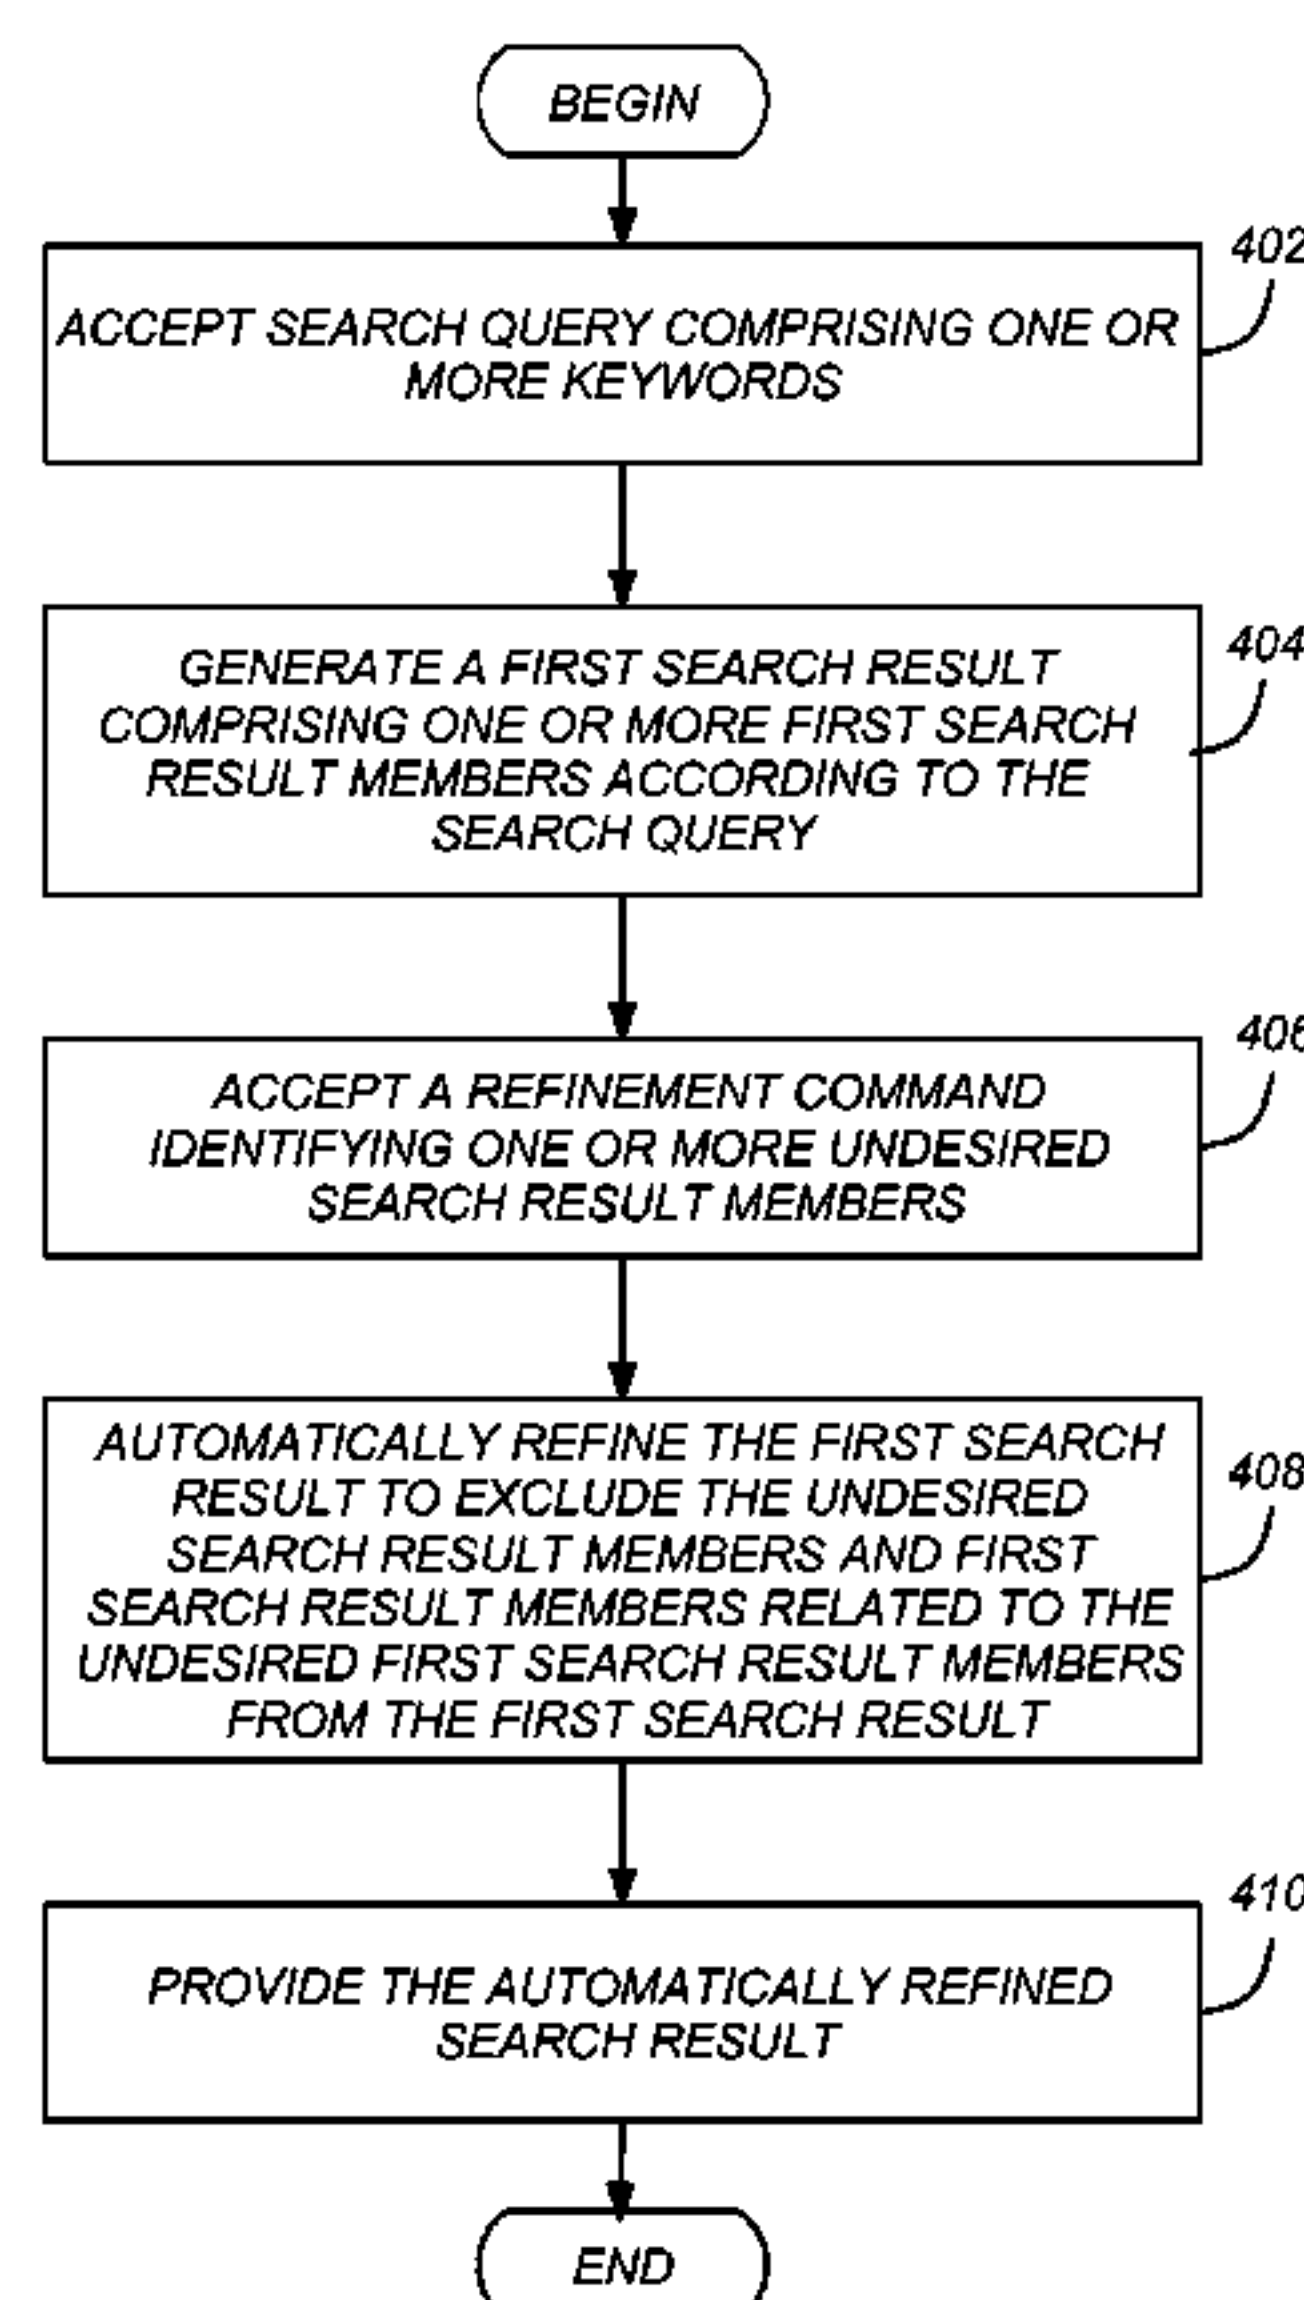 BEGIN
402
ACCEPT SEARCH QUERY COMPRISING ONE OR
MORE KEYWORDS
404
GENERATE A FIRST SEARCH RESULT
COMPRISING ONE OR MORE FIRST SEARCH
RESULT MEMBERS ACCORDING TO THE
SEARCH QUERY
406
ACCEPT A REFINEMENT COMMAND
IDENTIFYING ONE OR MORE UNDESIRED
SEARCH RESULT MEMBERS
408
AUTOMATICALLY REFINE THE FIRST SEARCH
RESULT TO EXCLUDE THE UNDESIRED
SEARCH RESULT MEMBERS AND FIRST
SEARCH RESULT MEMBERS RELATED TO THE
UNDESIRED FIRST SEARCH RESULT MEMBERS
FROM THE FIRST SEARCH RESULT
410
PROVIDE THE AUTOMATICALLY REFINED
SEARCH RESULT
END